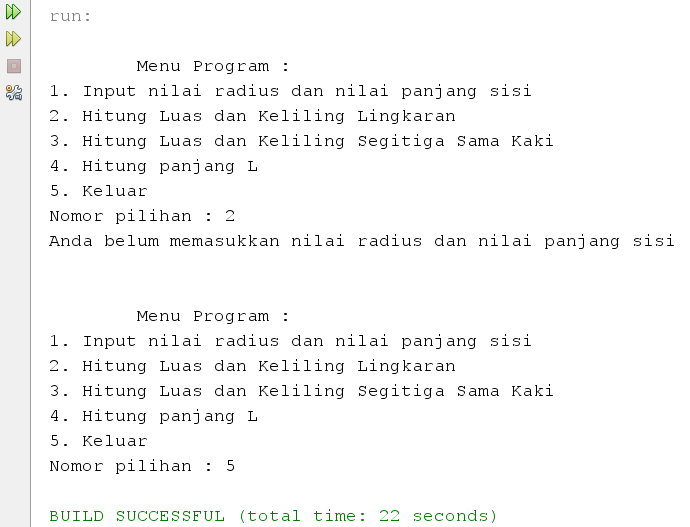 run:
Menu Program :
1. Input nilai radius dan nilai panjang sisi
2. Hitung Luas dan Keliling Lingkaran
3. Hitung Luas dan Keliling Segitiga Sama Kaki
4. Hitung panjang L
5. Keluar
Nomor pilihan : 2
Anda belum memasukkan nilai radius dan nilai panjang sisi
Menu Program :
1. Input nilai radius dan nilai panjang sisi
2. Hitung Luas dan Keliling Lingkaran
3. Hitung Luas dan Keliling Segitiga Sama Kaki
4. Hitung panjang L
5. Keluar
Nomor pilihan : 5
BUILD SUCCESSFUL (total time: 22 seconds)